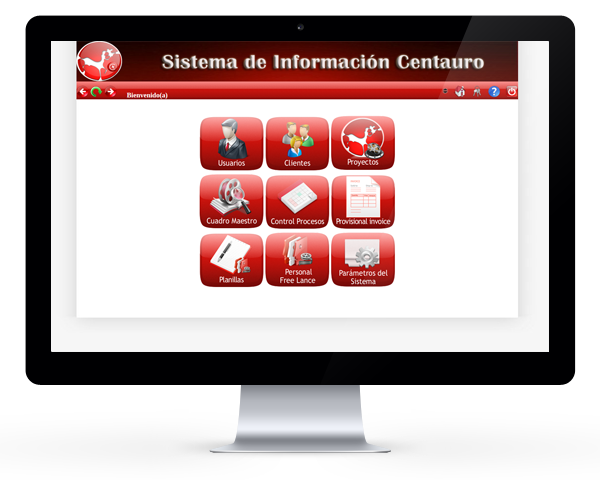 Sistema de Información Centauro
Bienvenido(a)
Usuarios
Clientes
Proyectos
Cuadro Maestro
Control Procesos
Provisional Invoice
Planillas
Personal
Free Lance
Parámetros del
Sistema